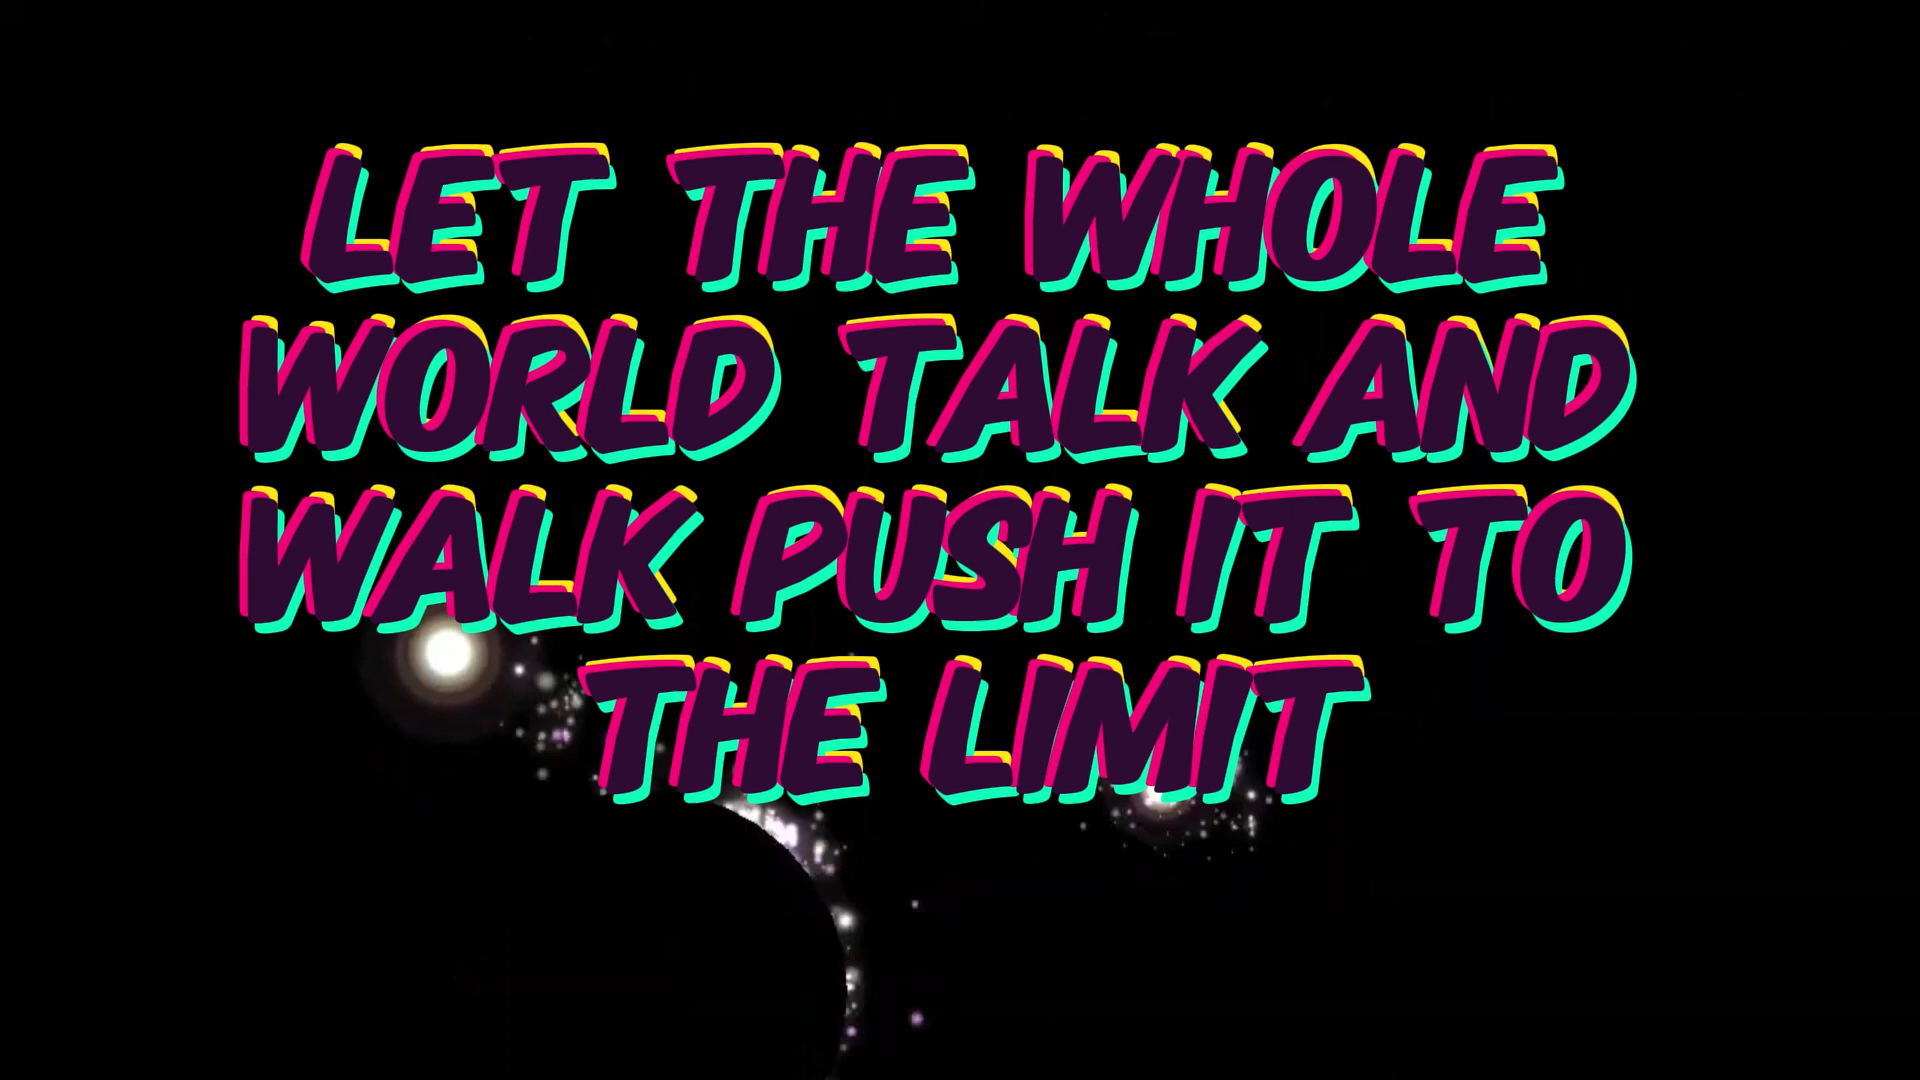 LET THE WHOLE
WORLD TALK AND
WALK PUSH IT TO
THE LIMIT